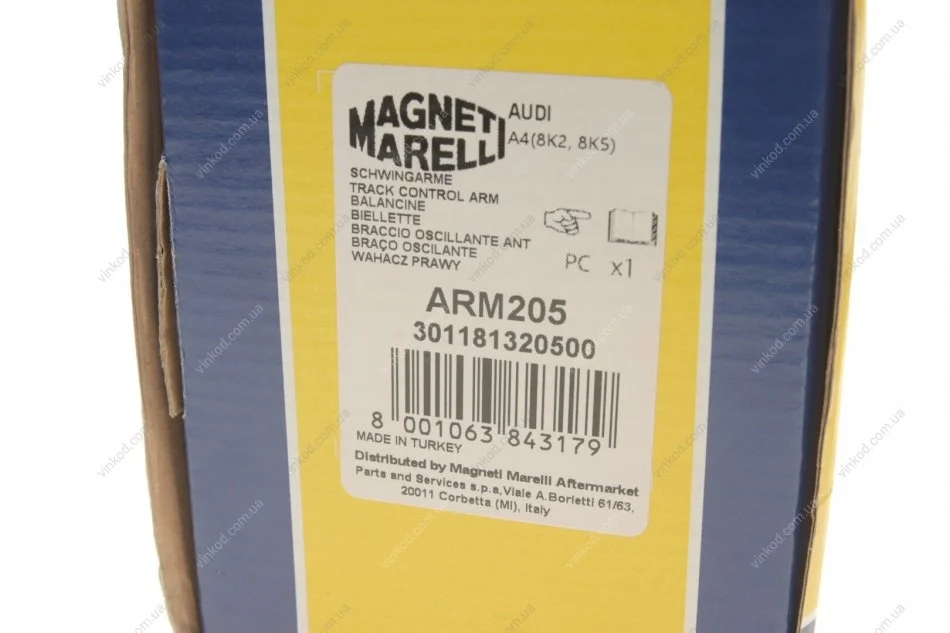 MAGNETI
MARELLI
AUDI
A4(8K2, 8K5)
SCHWINGARME
TRACK CONTROL ARM
BALANCINE
BIELLETTE
BRACCIO OSCILLANTE ANT
BRAÇO OSCILANTE
WAHACZ PRAWY
PC x1
ARM205
301181320500
8 001063 843179
MADE IN TURKEY
Distributed by Magneti Marelli Aftermarket
Parts and Services s.p.a,Viale A.Borletti 61/63,
20011 Corbetta (MI), Italy
vinkod.com.ua